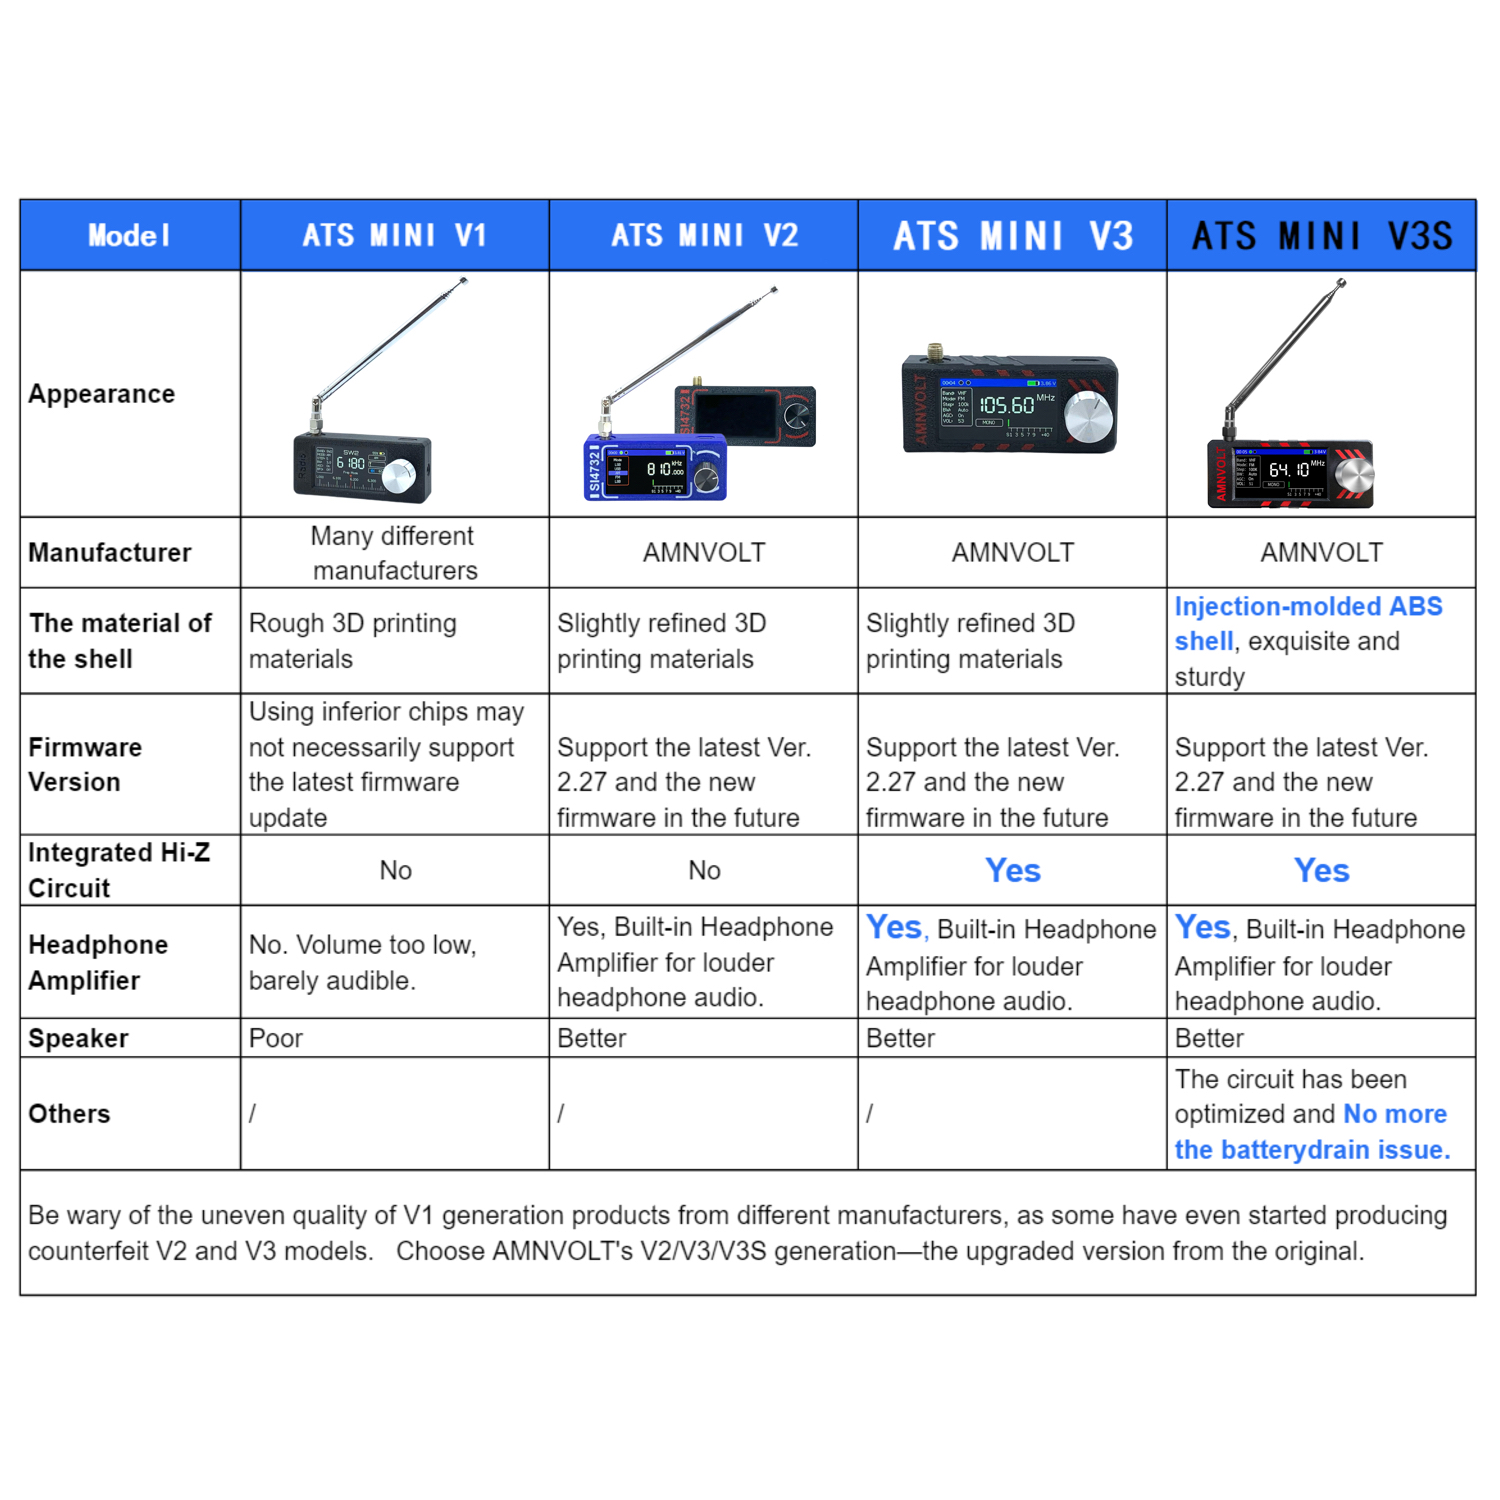 Model
ATS MINI V1
ATS MINI V2
ATS MINI V3
ATS MINI V3S
Appearance
SW2
6180
SI4732
SI4732
810.000 kHz
AMNVOLT
105.60 MHz
MONO
AMNVOLT
64.10 MHz
MONO
Manufacturer
Many different
manufacturers
AMNVOLT
AMNVOLT
AMNVOLT
The material of
the shell
Rough 3D printing
materials
Slightly refined 3D
printing materials
Slightly refined 3D
printing materials
Injection-molded ABS
shell, exquisite and
sturdy
Firmware
Version
Using inferior chips may
not necessarily support
the latest firmware
update
Support the latest Ver.
2.27 and the new
firmware in the future
Support the latest Ver.
2.27 and the new
firmware in the future
Support the latest Ver.
2.27 and the new
firmware in the future
Integrated Hi-Z
Circuit
No
No
Yes
Yes
Headphone
Amplifier
No. Volume too low,
barely audible.
Yes, Built-in Headphone
Amplifier for louder
headphone audio.
Yes, Built-in Headphone
Amplifier for louder
headphone audio.
Yes, Built-in Headphone
Amplifier for louder
headphone audio.
Speaker
Poor
Better
Better
Better
Others
/
/
/
The circuit has been
optimized and No more
the batterydrain issue.
Be wary of the uneven quality of V1 generation products from different manufacturers, as some have even started producing
counterfeit V2 and V3 models. Choose AMNVOLT's V2/V3/V3S generation—the upgraded version from the original.